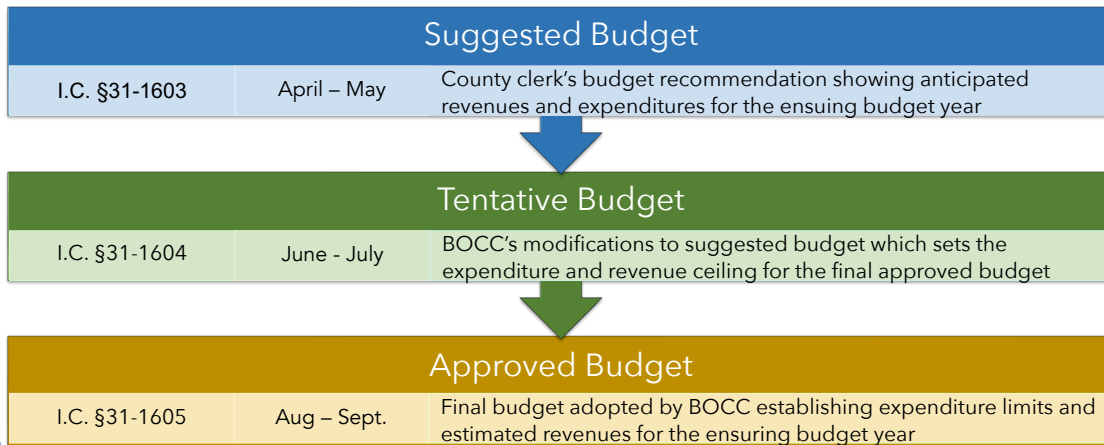 Suggested Budget
I.C. §31-1603
April – May
County clerk's budget recommendation showing anticipated
revenues and expenditures for the ensuing budget year
Tentative Budget
I.C. §31-1604
June - July
BOCC's modifications to suggested budget which sets the
expenditure and revenue ceiling for the final approved budget
Approved Budget
I.C. §31-1605
Aug – Sept.
Final budget adopted by BOCC establishing expenditure limits and
estimated revenues for the ensuring budget year